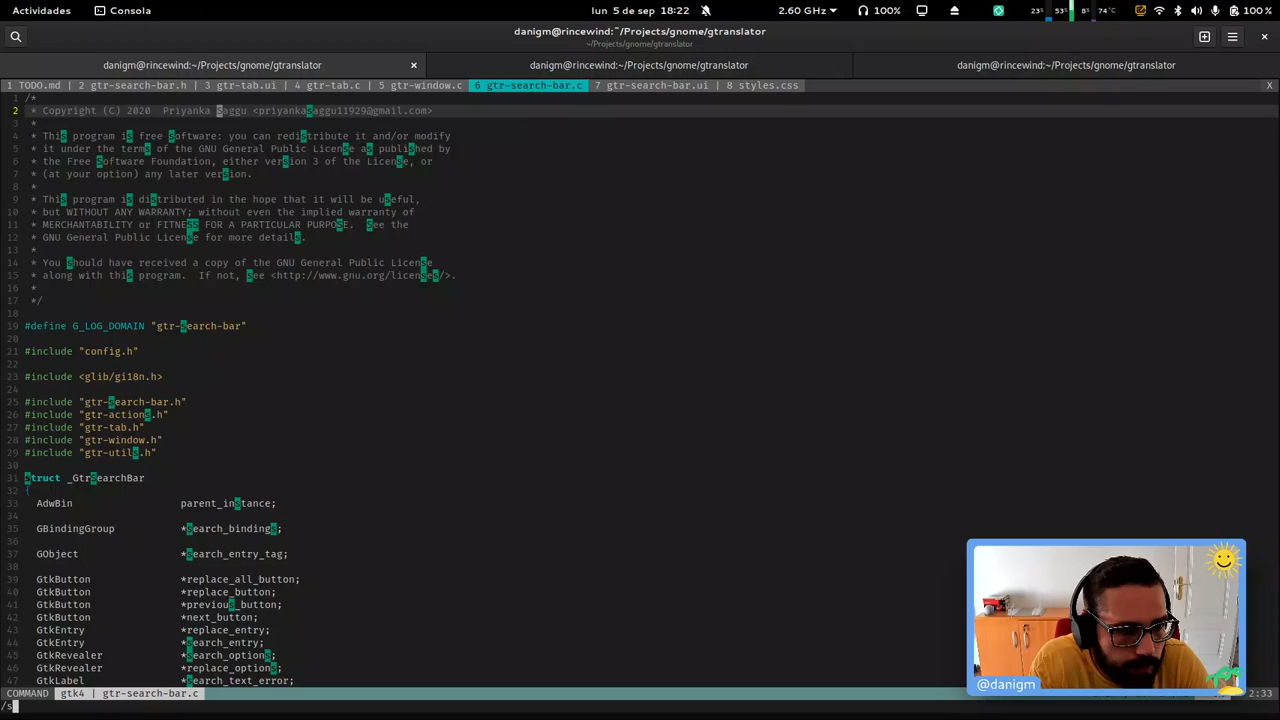 Actividades Consola lun 5 de sep 18:22 2.60 GHz 100% 23% 53% 8% 74°C 100 %
danigm@rincewind:~/Projects/gnome/gtranslator
~/Projects/gnome/gtranslator
danigm@rincewind:~/Projects/gnome/gtranslator × danigm@rincewind:~/Projects/gnome/gtranslator danigm@rincewind:~/Projects/gnome/gtranslator
1 TODO.md | 2 gtr-search-bar.h | 3 gtr-tab.ui | 4 gtr-tab.c | 5 gtr-window.c 6 gtr-search-bar.c 7 gtr-search-bar.ui | 8 styles.css X
1 /*
2 * Copyright (C) 2020 Priyanka Saggu <priyankasaggu11929@gmail.com>
3 *
4 * This program is free software: you can redistribute it and/or modify
5 * it under the terms of the GNU General Public License as published by
6 * the Free Software Foundation, either version 3 of the License, or
7 * (at your option) any later version.
8 *
9 * This program is distributed in the hope that it will be useful,
10 * but WITHOUT ANY WARRANTY; without even the implied warranty of
11 * MERCHANTABILITY or FITNESS FOR A PARTICULAR PURPOSE. See the
12 * GNU General Public License for more details.
13 *
14 * You should have received a copy of the GNU General Public License
15 * along with this program. If not, see <http://www.gnu.org/licenses/>.
16 *
17 */
18
19 #define G_LOG_DOMAIN "gtr-search-bar"
20
21 #include "config.h"
22
23 #include <glib/gi18n.h>
24
25 #include "gtr-search-bar.h"
26 #include "gtr-actions.h"
27 #include "gtr-tab.h"
28 #include "gtr-window.h"
29 #include "gtr-utils.h"
30
31 struct _GtrSearchBar
32 {
33 AdwBin parent_instance;
34
35 GBindingGroup *search_bindings;
36
37 GObject *search_entry_tag;
38
39 GtkButton *replace_all_button;
40 GtkButton *replace_button;
41 GtkButton *previous_button;
42 GtkButton *next_button;
43 GtkEntry *replace_entry;
44 GtkEntry *search_entry;
45 GtkRevealer *search_options;
46 GtkRevealer *replace_options;
47 GtkLabel *search_text_error;
COMMAND gtk4 | gtr-search-bar.c 2:33
/s
@danigm